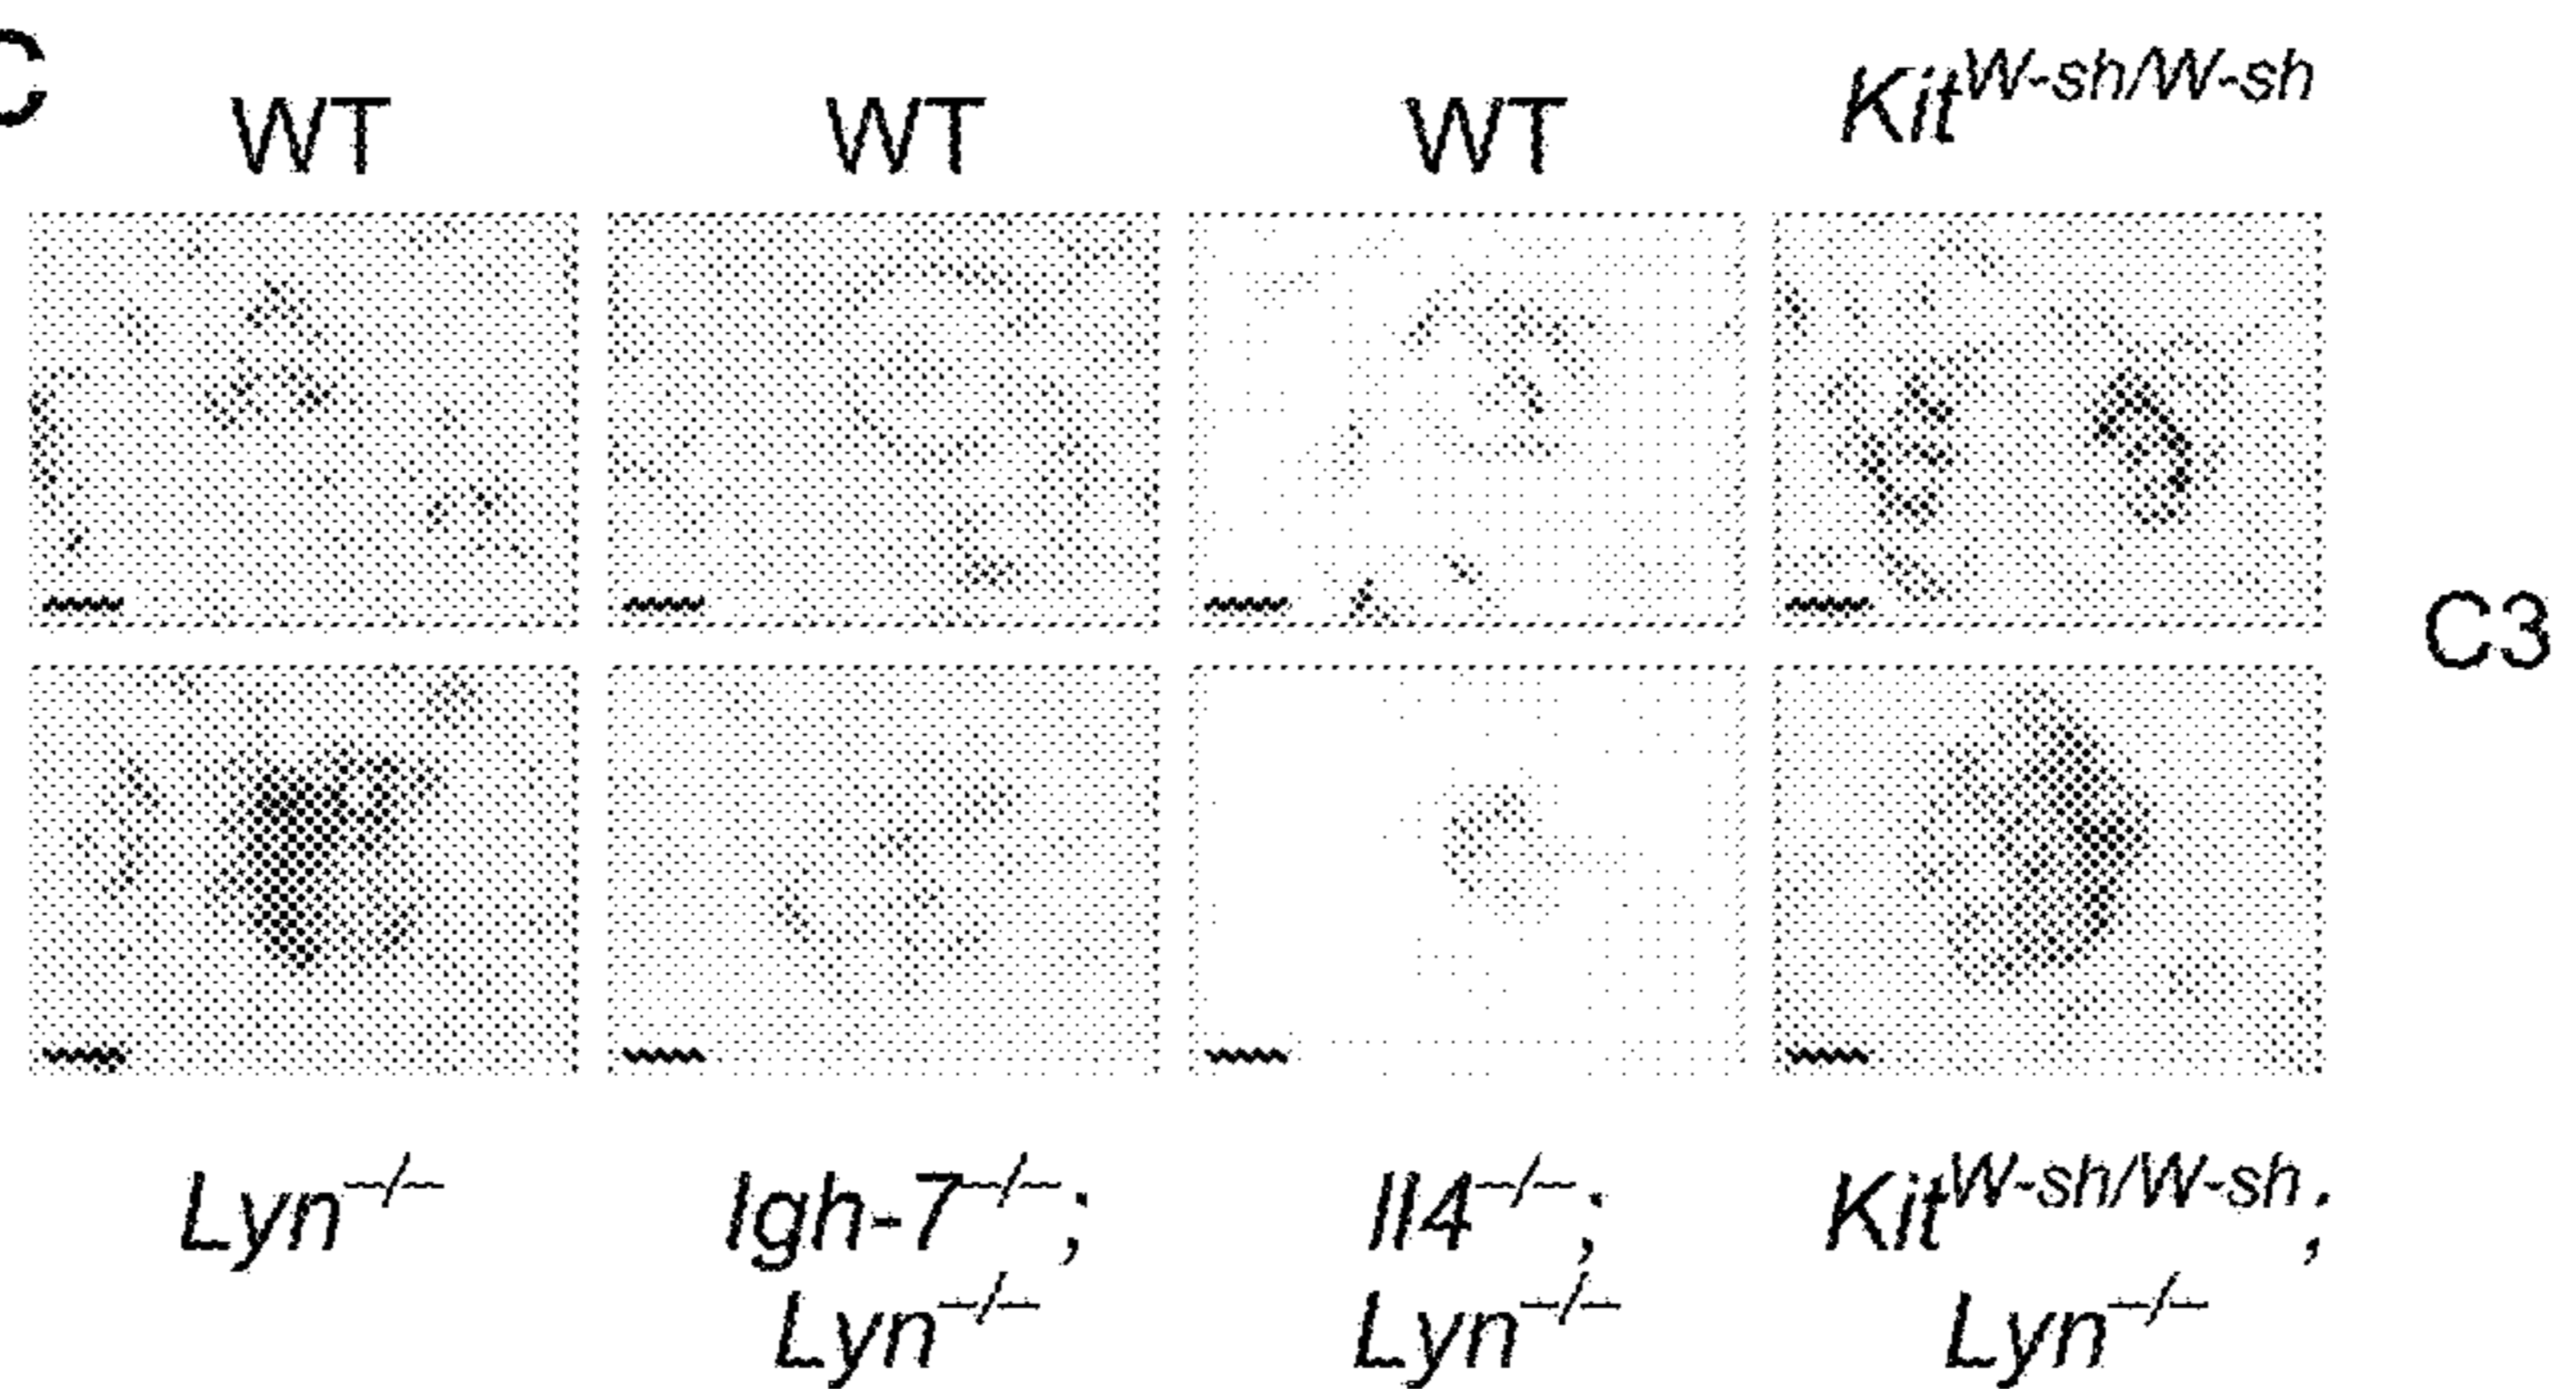 C
WT WT WT Kit^W-sh/W-sh
C3
Lyn^–/– Igh-7^–/–; Il4^–/–; Kit^W-sh/W-sh;
Lyn^–/– Lyn^–/– Lyn^–/–